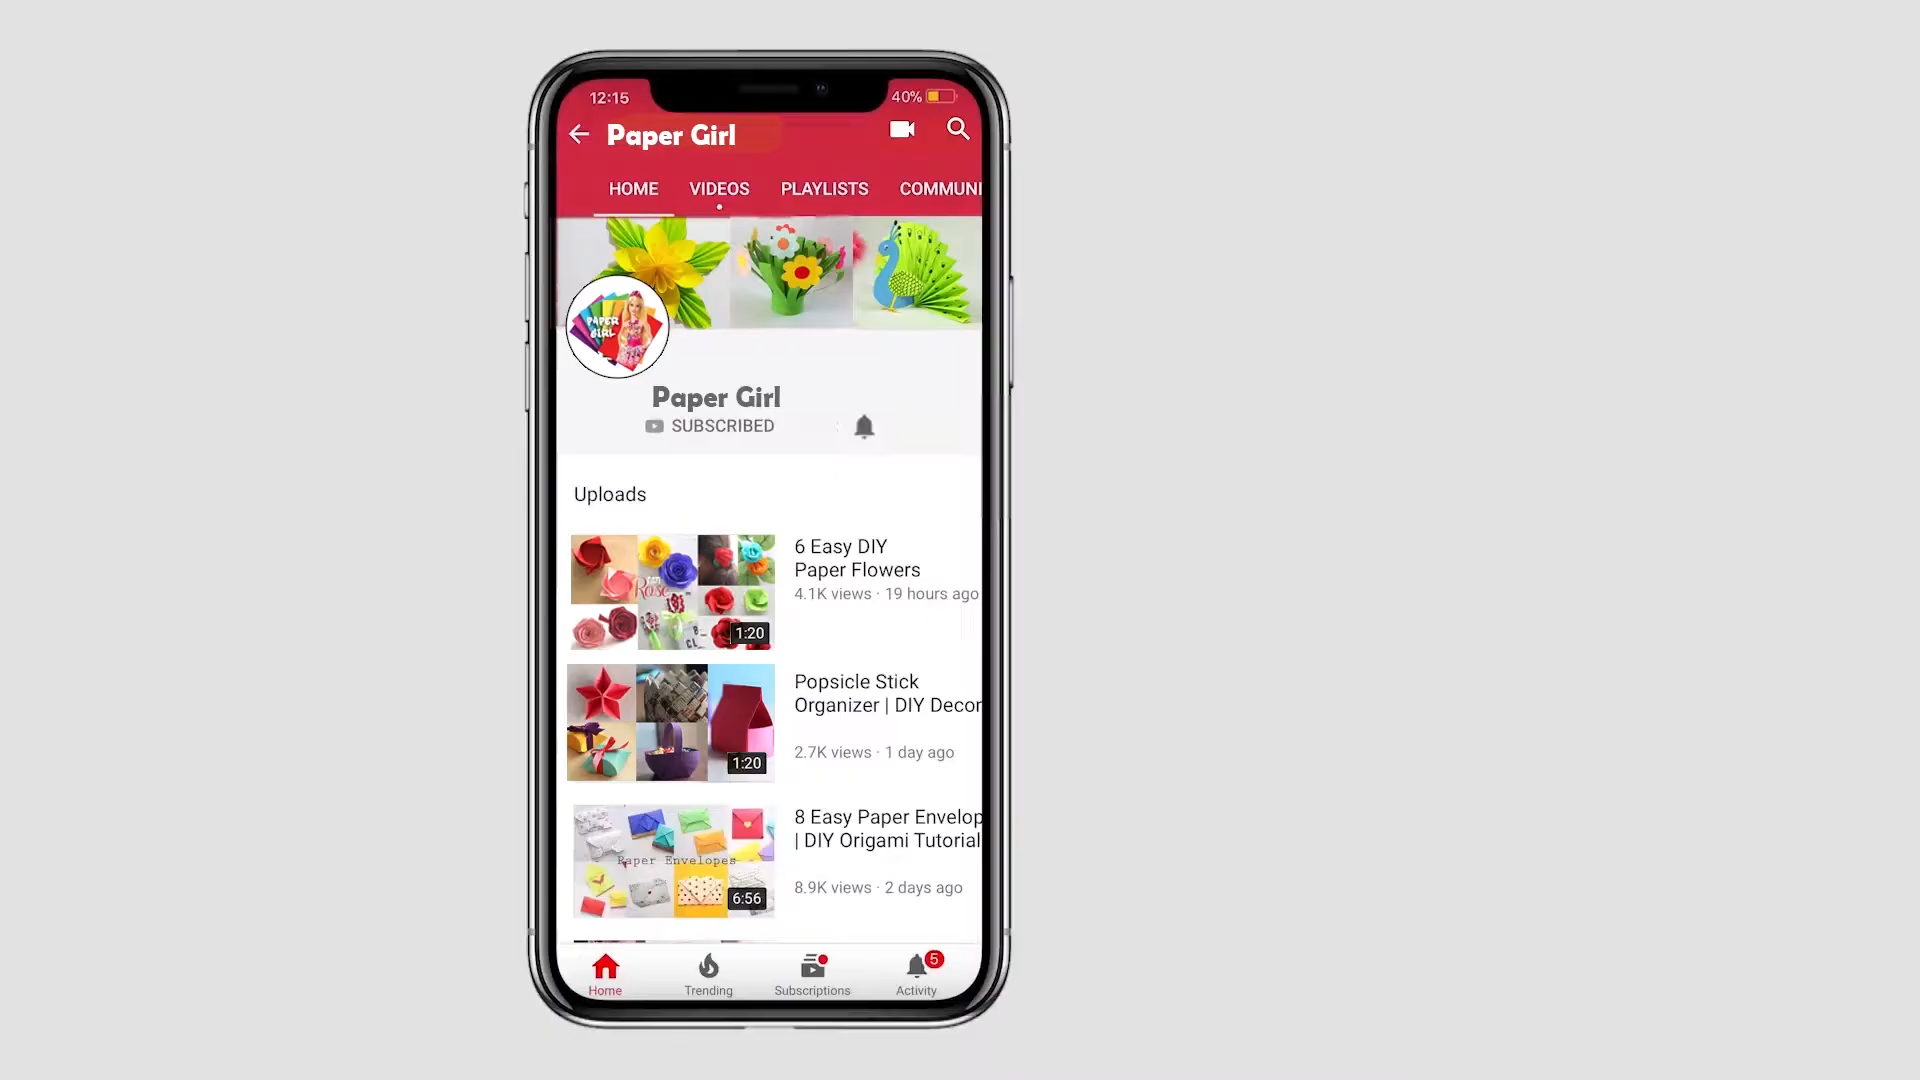 12:15
40%
Paper Girl
HOME VIDEOS PLAYLISTS COMMUNI
PAPER
GIRL
Paper Girl
SUBSCRIBED
Uploads
6 Easy DIY
Paper Flowers
4.1K views · 19 hours ago
Rose
1:20
Popsicle Stick
Organizer | DIY Decor
2.7K views · 1 day ago
1:20
8 Easy Paper Envelop
| DIY Origami Tutorial
Paper Envelopes
8.9K views · 2 days ago
6:56
5
Home Trending Subscriptions Activity